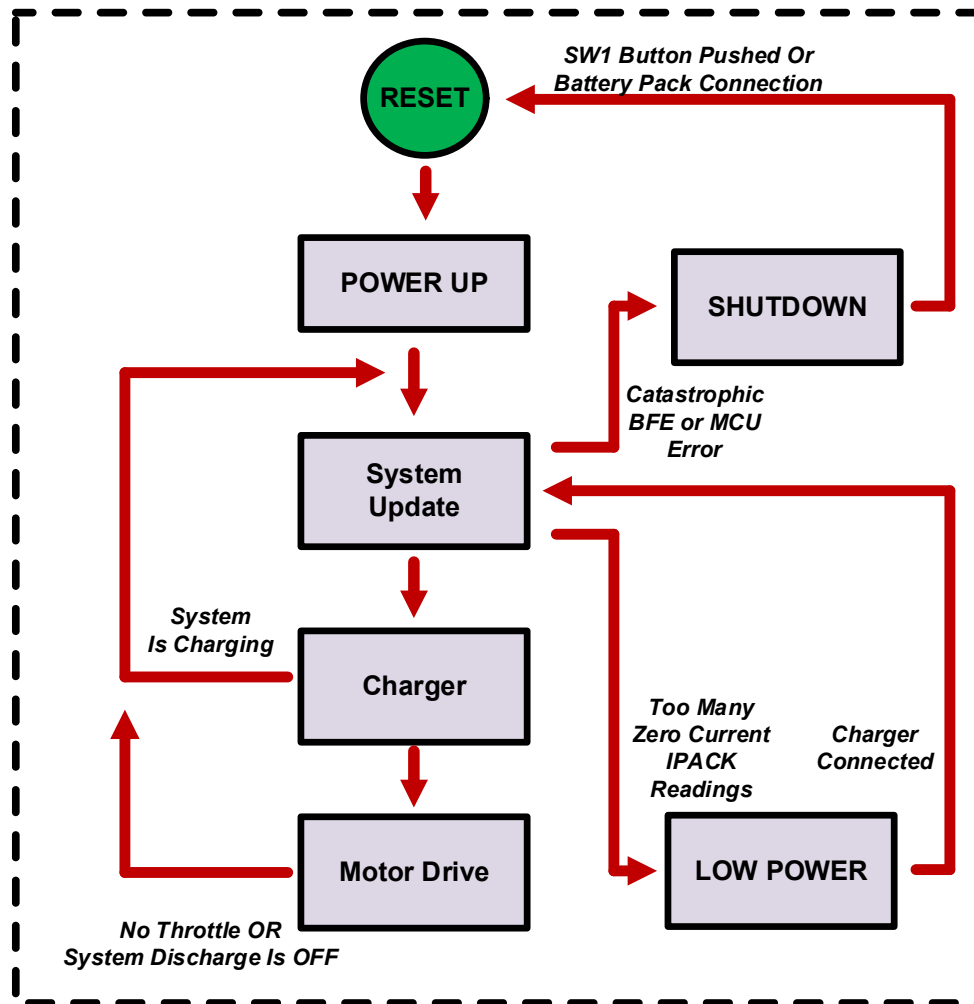 SW1 Button Pushed Or
Battery Pack Connection
RESET
POWER UP
SHUTDOWN
Catastrophic
BFE or MCU
Error
System
Update
System
Is Charging
Charger
Too Many
Zero Current
IPACK
Readings
Charger
Connected
Motor Drive
LOW POWER
No Throttle OR
System Discharge Is OFF